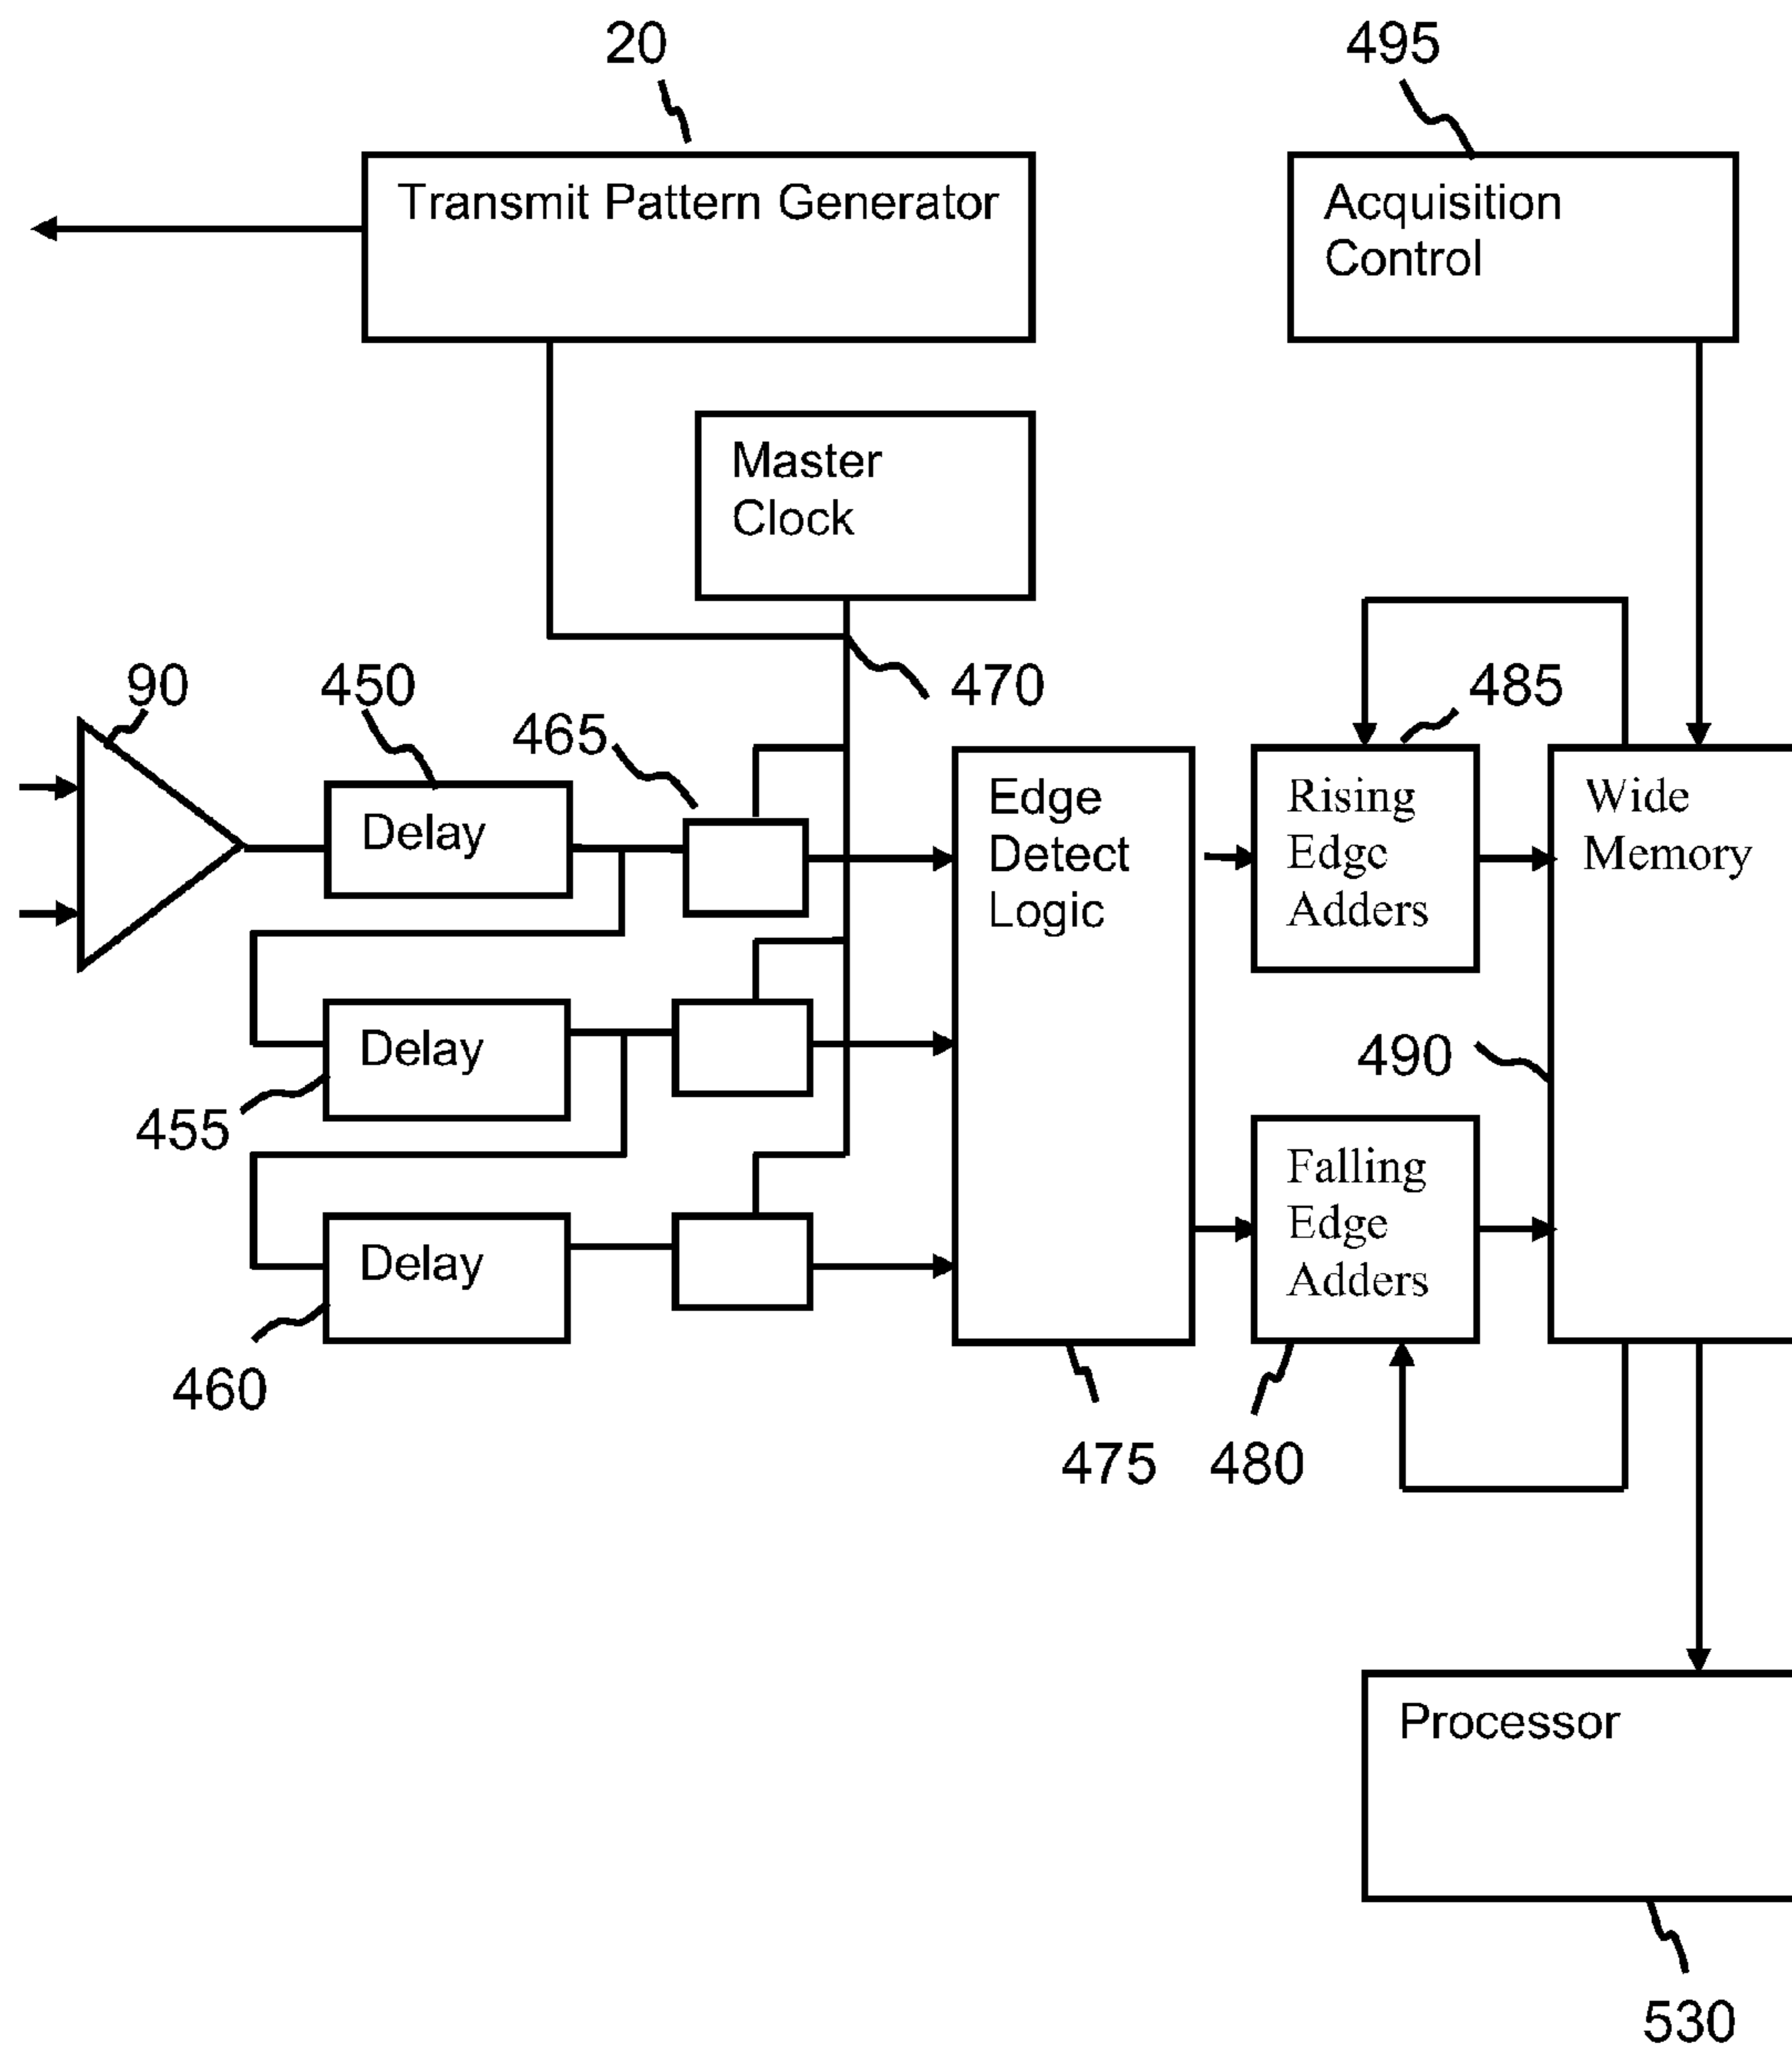 20
495
Transmit Pattern Generator
Acquisition
Control
Master
Clock
470
90
450
465
485
Delay
Edge
Detect
Logic
Rising
Edge
Adders
Wide
Memory
Delay
455
490
Falling
Edge
Adders
Delay
460
475
480
Processor
530